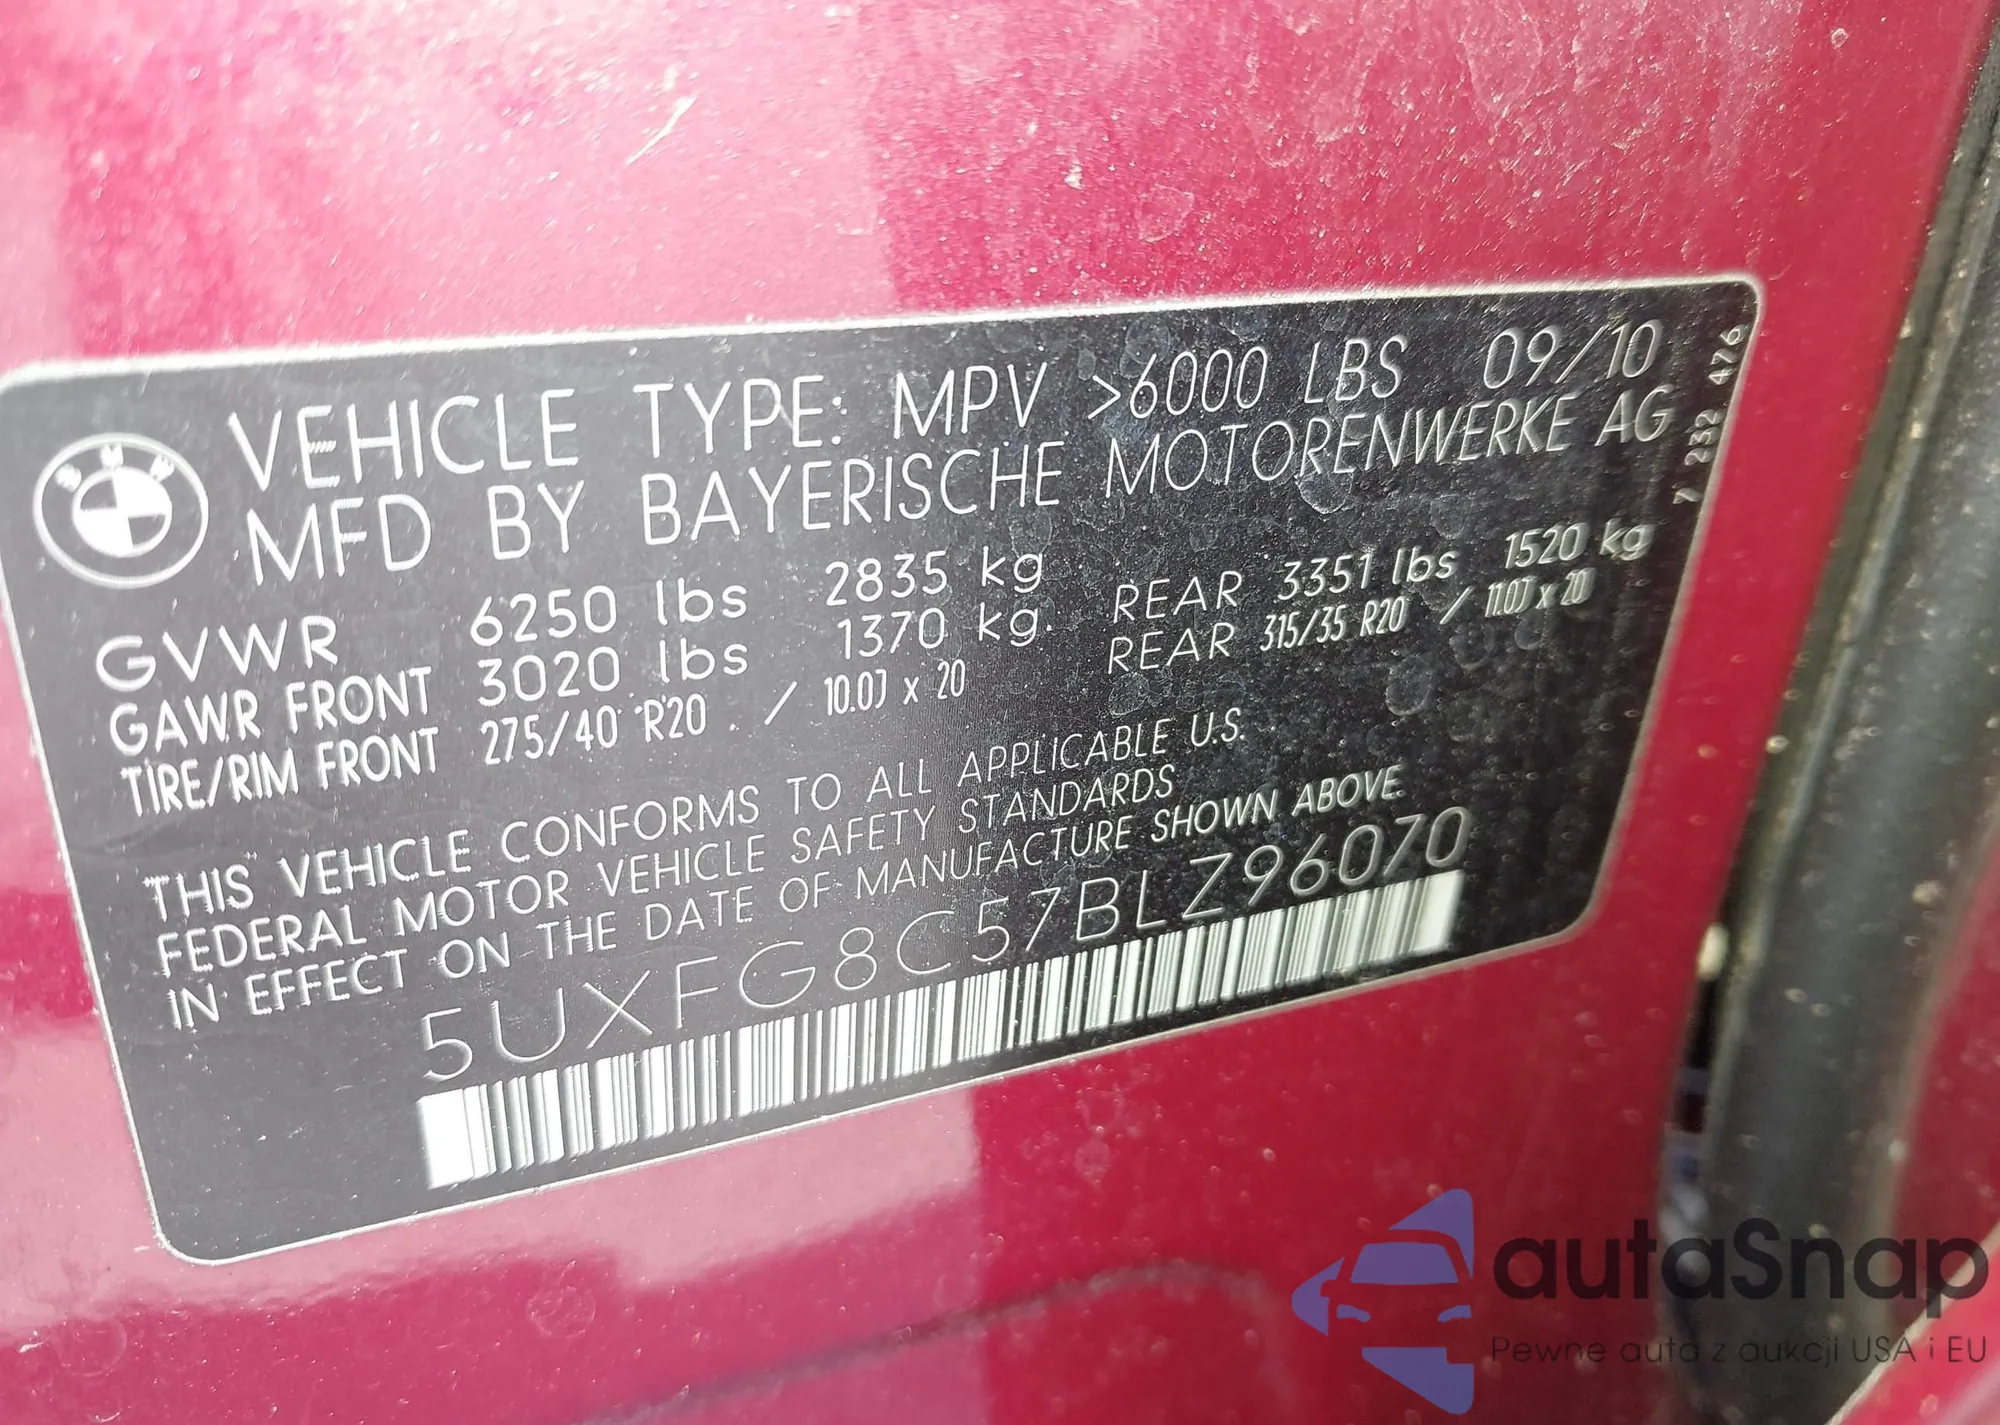 BMW
VEHICLE TYPE: MPV >6000 LBS 09/10
MFD BY BAYERISCHE MOTORENWERKE AG
7 232 476
GVWR 6250 lbs 2835 kg
GAWR FRONT 3020 lbs 1370 kg REAR 3351 lbs 1520 kg
TIRE/RIM FRONT 275/40 R20 / 10.0J x 20 REAR 315/35 R20 / 11.0J x 20
THIS VEHICLE CONFORMS TO ALL APPLICABLE U.S.
FEDERAL MOTOR VEHICLE SAFETY STANDARDS
IN EFFECT ON THE DATE OF MANUFACTURE SHOWN ABOVE.
5UXFG8C57BLZ96070
autaSnap
Pewne auta z aukcji USA i EU